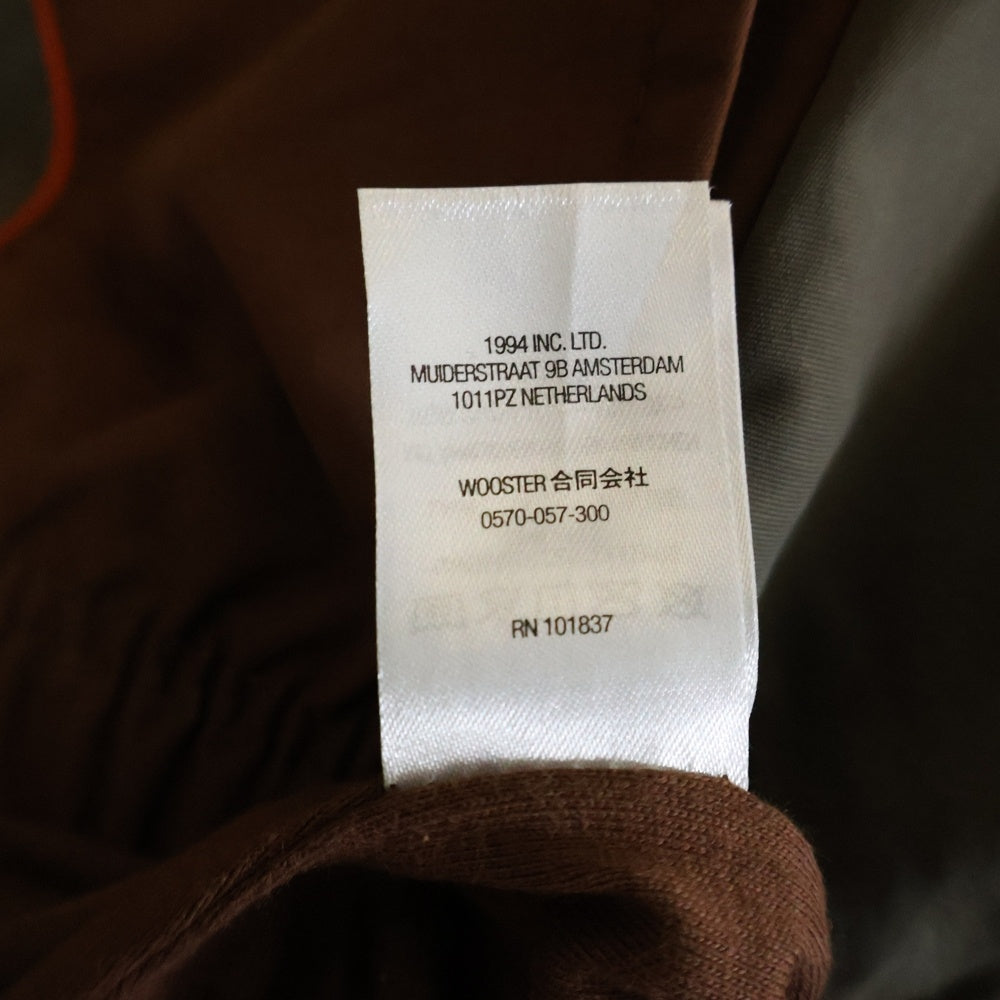 1994 INC. LTD.
MUIDERSTRAAT 9B AMSTERDAM
1011PZ NETHERLANDS
WOOSTER 合同会社
0570-057-300
RN 101837